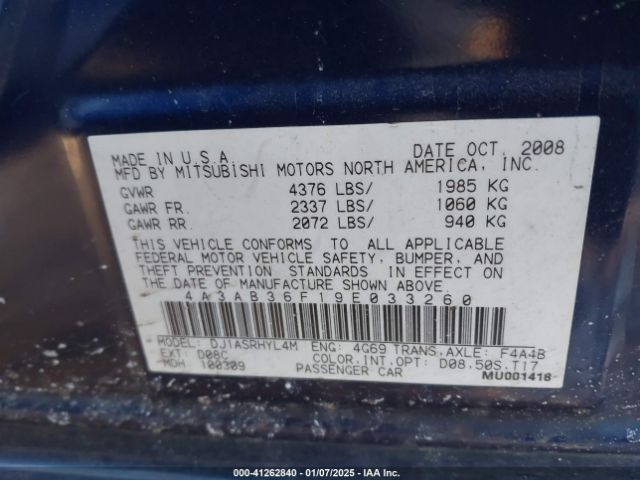 MADE IN U.S.A. DATE OCT. 2008
MFD BY MITSUBISHI MOTORS NORTH AMERICA, INC.
GVWR 4376 LBS/ 1985 KG
GAWR FR. 2337 LBS/ 1060 KG
GAWR RR. 2072 LBS/ 940 KG
THIS VEHICLE CONFORMS TO ALL APPLICABLE
FEDERAL MOTOR VEHICLE SAFETY, BUMPER, AND
THEFT PREVENTION STANDARDS IN EFFECT ON
THE DATE OF MANUFACTURE SHOWN ABOVE.
4A3AB36F19E033260
MODEL: DJ1ASRHYL4M ENG: 4G69 TRANS,AXLE: F4A4B
EXT: D08C COLOR,INT,OPT: D08,50S,T17
MDH 100309 PASSENGER CAR
MU001418
000-41262840 - 01/07/2025 - IAA Inc.